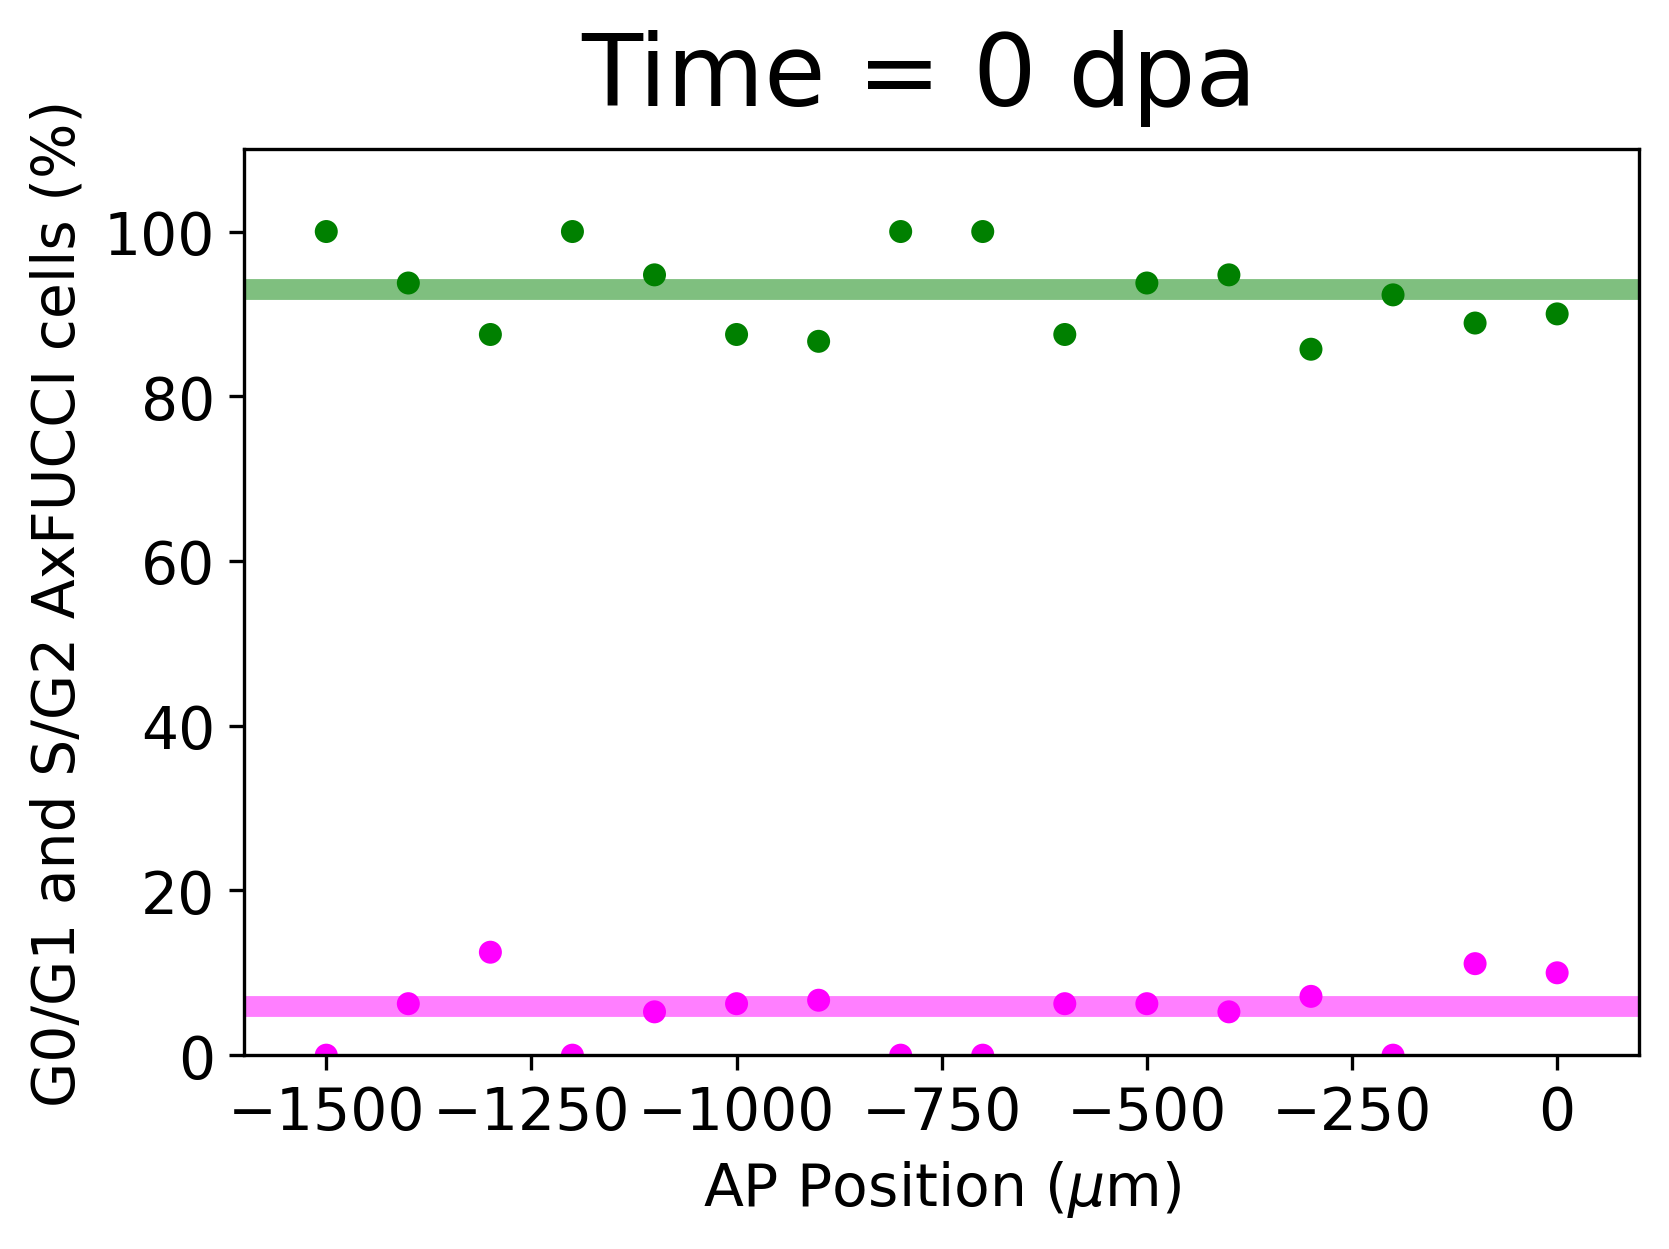 Time = 0 dpa
G0/G1 and S/G2 AxFUCCI cells (%)
100
80
60
40
20
0
−1500 −1250 −1000 −750 −500 −250 0
AP Position (μm)